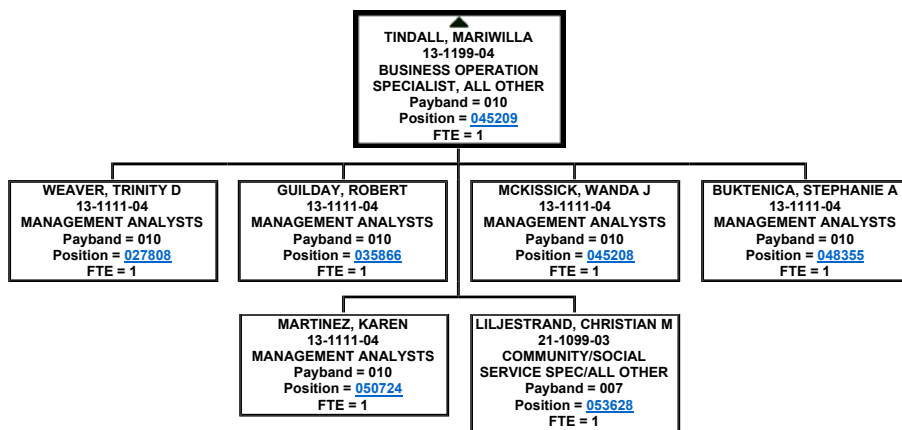 TINDALL, MARIWILLA
13-1199-04
BUSINESS OPERATION
SPECIALIST, ALL OTHER
Payband = 010
Position = 045209
FTE = 1
WEAVER, TRINITY D
13-1111-04
MANAGEMENT ANALYSTS
Payband = 010
Position = 027808
FTE = 1
GUILDAY, ROBERT
13-1111-04
MANAGEMENT ANALYSTS
Payband = 010
Position = 035866
FTE = 1
MCKISSICK, WANDA J
13-1111-04
MANAGEMENT ANALYSTS
Payband = 010
Position = 045208
FTE = 1
BUKTENICA, STEPHANIE A
13-1111-04
MANAGEMENT ANALYSTS
Payband = 010
Position = 048355
FTE = 1
MARTINEZ, KAREN
13-1111-04
MANAGEMENT ANALYSTS
Payband = 010
Position = 050724
FTE = 1
LILJESTRAND, CHRISTIAN M
21-1099-03
COMMUNITY/SOCIAL
SERVICE SPEC/ALL OTHER
Payband = 007
Position = 053628
FTE = 1